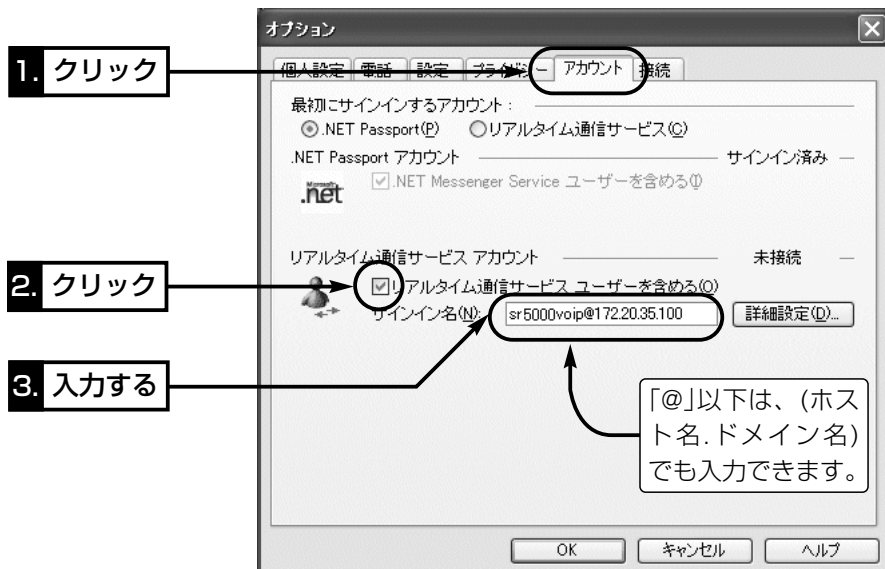 オプション
1. クリック
個人設定 電話 設定 プライバシー アカウント 接続
最初にサインインするアカウント：
.NET Passport(P) リアルタイム通信サービス(C)
.NET Passport アカウント サインイン済み
Microsoft
.net
.NET Messenger Service ユーザーを含める(I)
リアルタイム通信サービス アカウント 未接続
2. クリック
リアルタイム通信サービス ユーザーを含める(O)
サインイン名(N): sr5000voip@172.20.35.100 詳細設定(D)...
3. 入力する
「@」以下は、(ホス
ト名.ドメイン名)
でも入力できます。
OK キャンセル ヘルプ